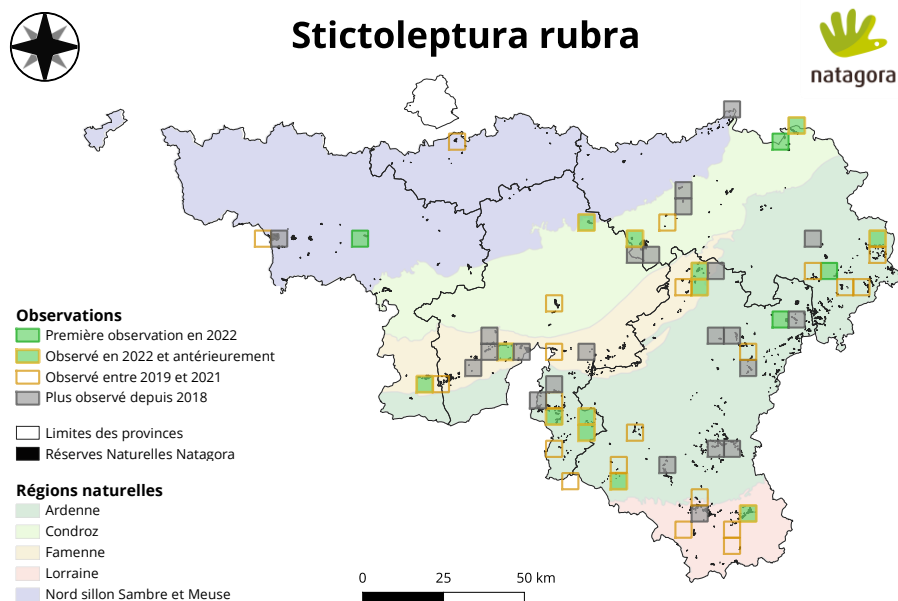 Stictoleptura rubra
natagora
Observations
Première observation en 2022
Observé en 2022 et antérieurement
Observé entre 2019 et 2021
Plus observé depuis 2018
Limites des provinces
Réserves Naturelles Natagora
Régions naturelles
Ardenne
Condroz
Famenne
Lorraine
Nord sillon Sambre et Meuse
0 25 50 km